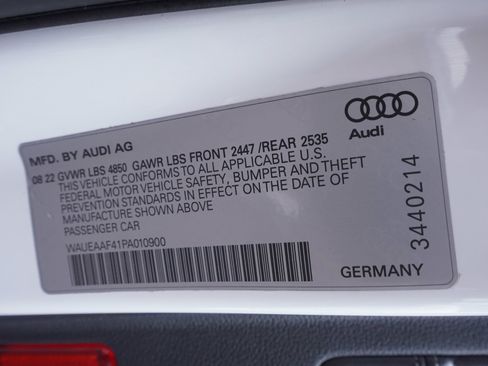 MFD. BY AUDI AG
08 22 GVWR LBS 4850 GAWR LBS FRONT 2447 /REAR 2535
THIS VEHICLE CONFORMS TO ALL APPLICABLE U.S.
FEDERAL MOTOR VEHICLE SAFETY, BUMPER AND THEFT
PREVENTION STANDARDS IN EFFECT ON THE DATE OF
MANUFACTURE SHOWN ABOVE
PASSENGER CAR
WAUEAAF41PA010900
Audi
3440214
GERMANY